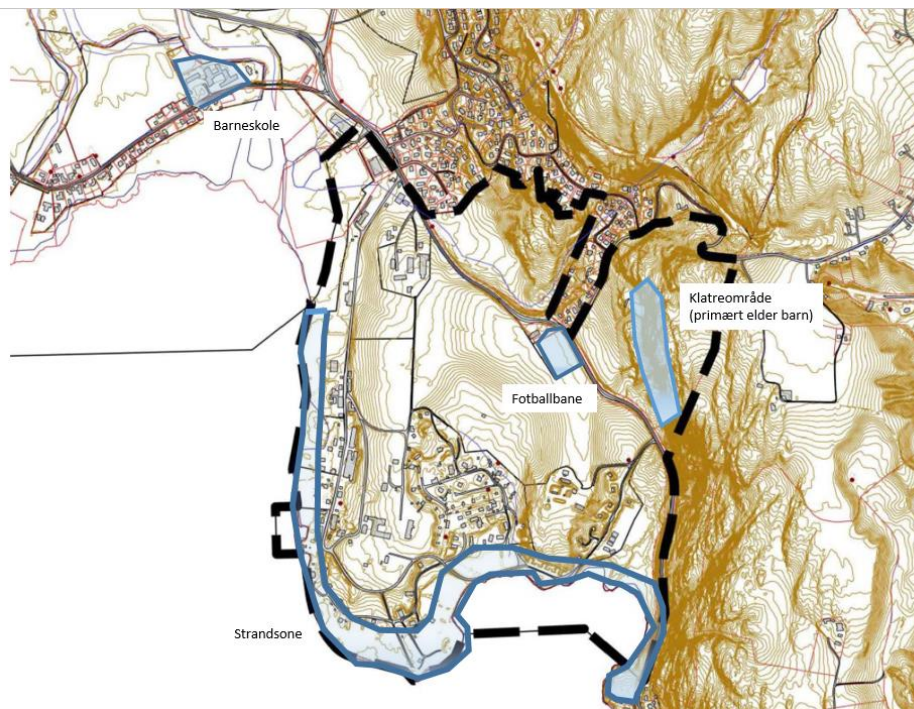 Barneskole
Klatreområde
(primært elder barn)
Fotballbane
Strandsone